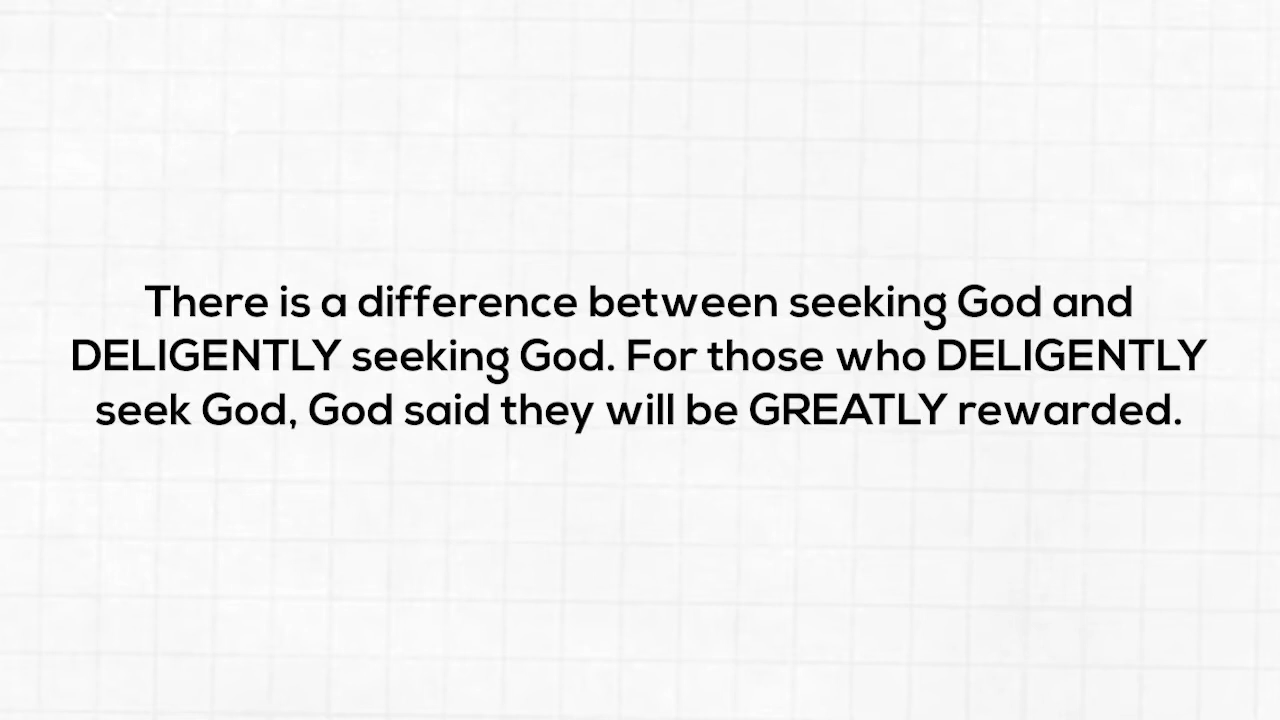 There is a difference between seeking God and
DELIGENTLY seeking God. For those who DELIGENTLY
seek God, God said they will be GREATLY rewarded.